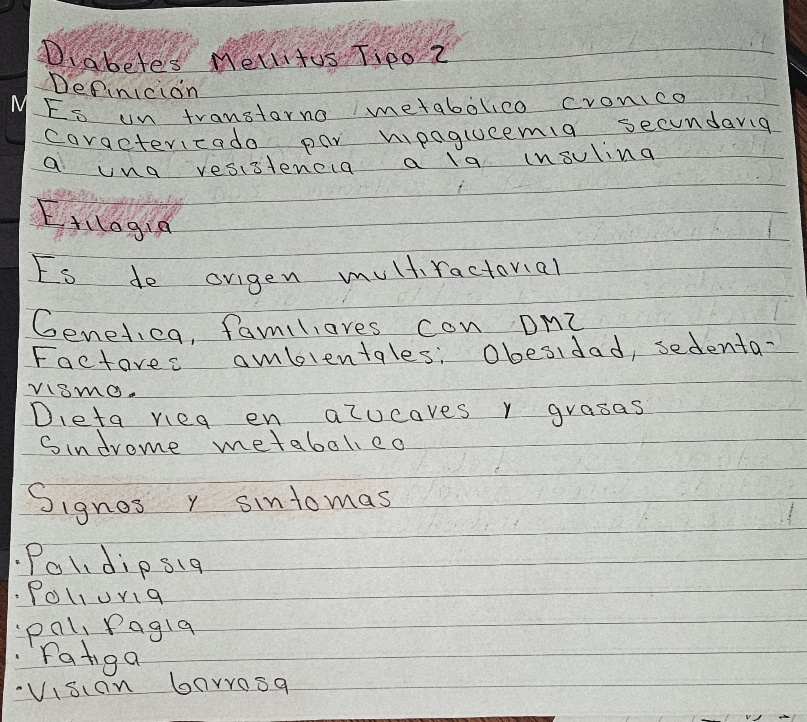 Diabetes Mellitus Tipo 2
Definición
Es un transtorno metabólico cronico
caracterizado por hipoglucemia secundaria
a una resistencia a la insulina
Etilogia
Es de origen multifactorial
Genetica, familiares con DM2
Factores ambientales: Obesidad, sedenta-
rismo.
Dieta rica en azucares y grasas
Sindrome metabolico
Signos y sintomas
·Polidipsia
·Poliuria
·polifagia
·Fatiga
·Visión borrosa